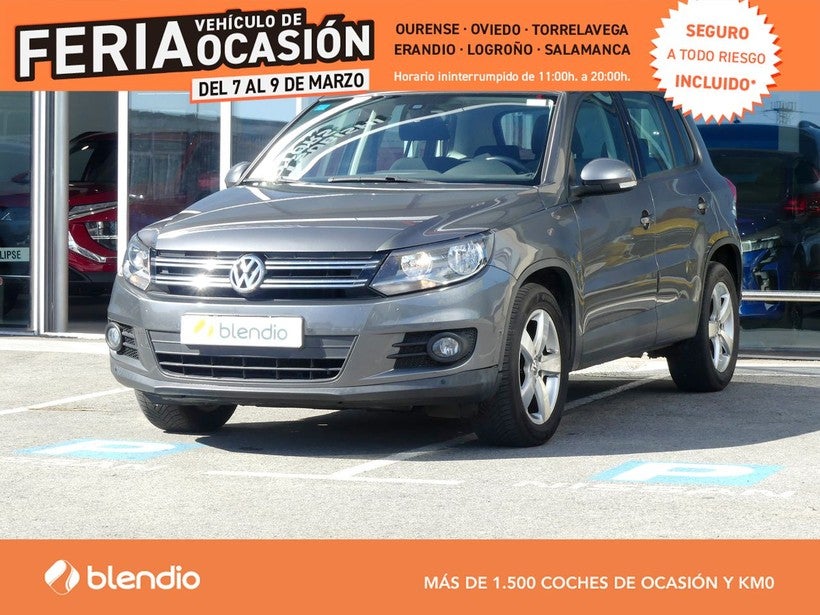 FERIA VEHÍCULO DE
OCASIÓN
DEL 7 AL 9 DE MARZO
OURENSE · OVIEDO · TORRELAVEGA
ERANDIO · LOGROÑO · SALAMANCA
Horario ininterrumpido de 11:00h. a 20:00h.
SEGURO
A TODO RIESGO
INCLUIDO*
LIPSE
blendio
P
P
blendio
MÁS DE 1.500 COCHES DE OCASIÓN Y KM0